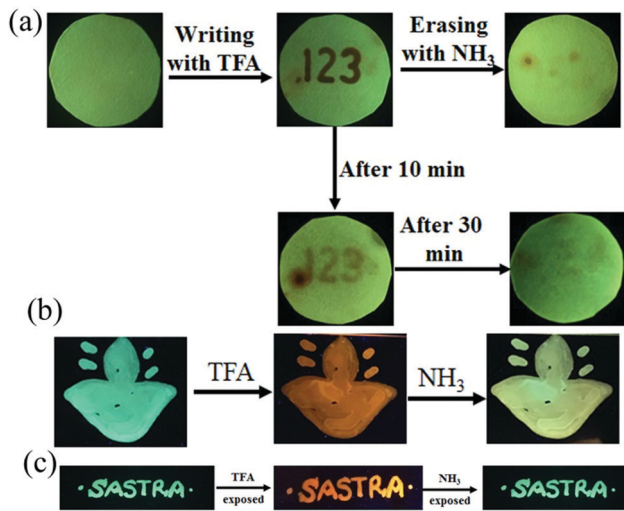 (a)
Writing with TFA
Erasing with NH3
.123
After 10 min
123
After 30 min
(b)
TFA
NH3
(c)
· SASTRA ·
TFA exposed
· SASTRA ·
NH3 exposed
· SASTRA ·